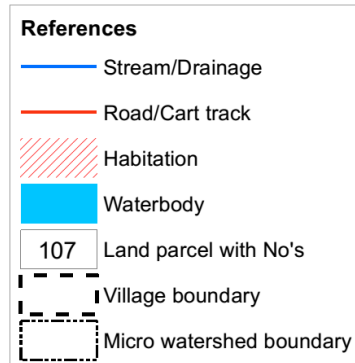 References
Stream/Drainage
Road/Cart track
Habitation
Waterbody
107 Land parcel with No's
Village boundary
Micro watershed boundary